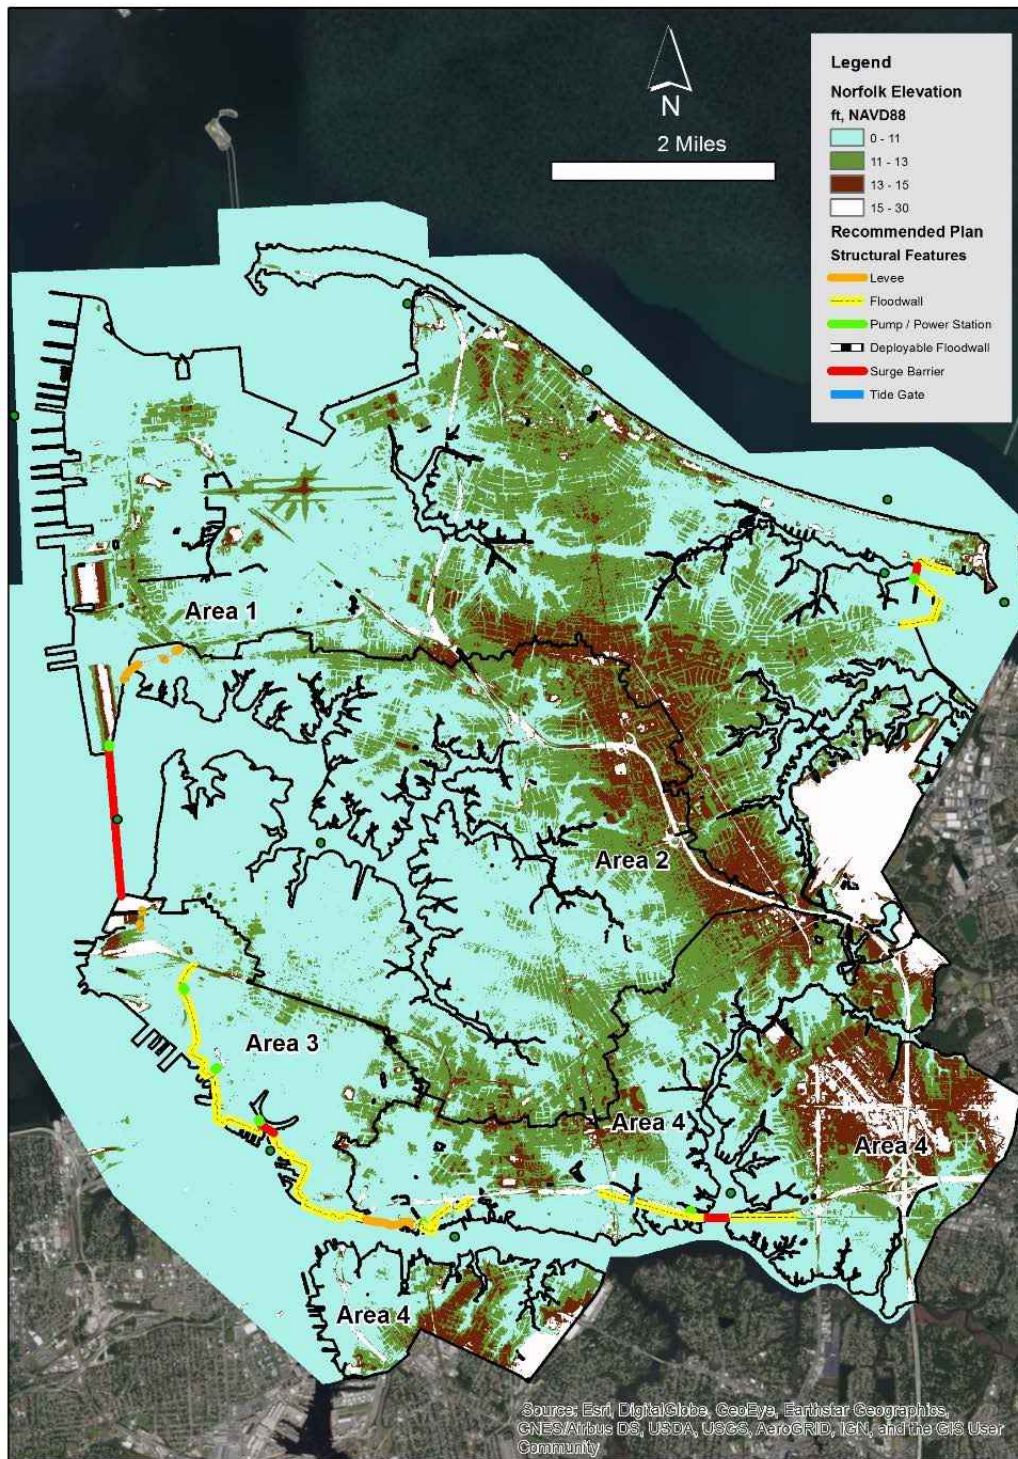 N
2 Miles
Legend
Norfolk Elevation
ft, NAVD88
0 - 11
11 - 13
13 - 15
15 - 30
Recommended Plan
Structural Features
Levee
Floodwall
Pump / Power Station
Deployable Floodwall
Surge Barrier
Tide Gate
Area 1
Area 2
Area 3
Area 4
Area 4
Area 4
Source: Esri, DigitalGlobe, GeoEye, Earthstar Geographics,
CNES/Airbus DS, USDA, USGS, AeroGRID, IGN, and the GIS User
Community